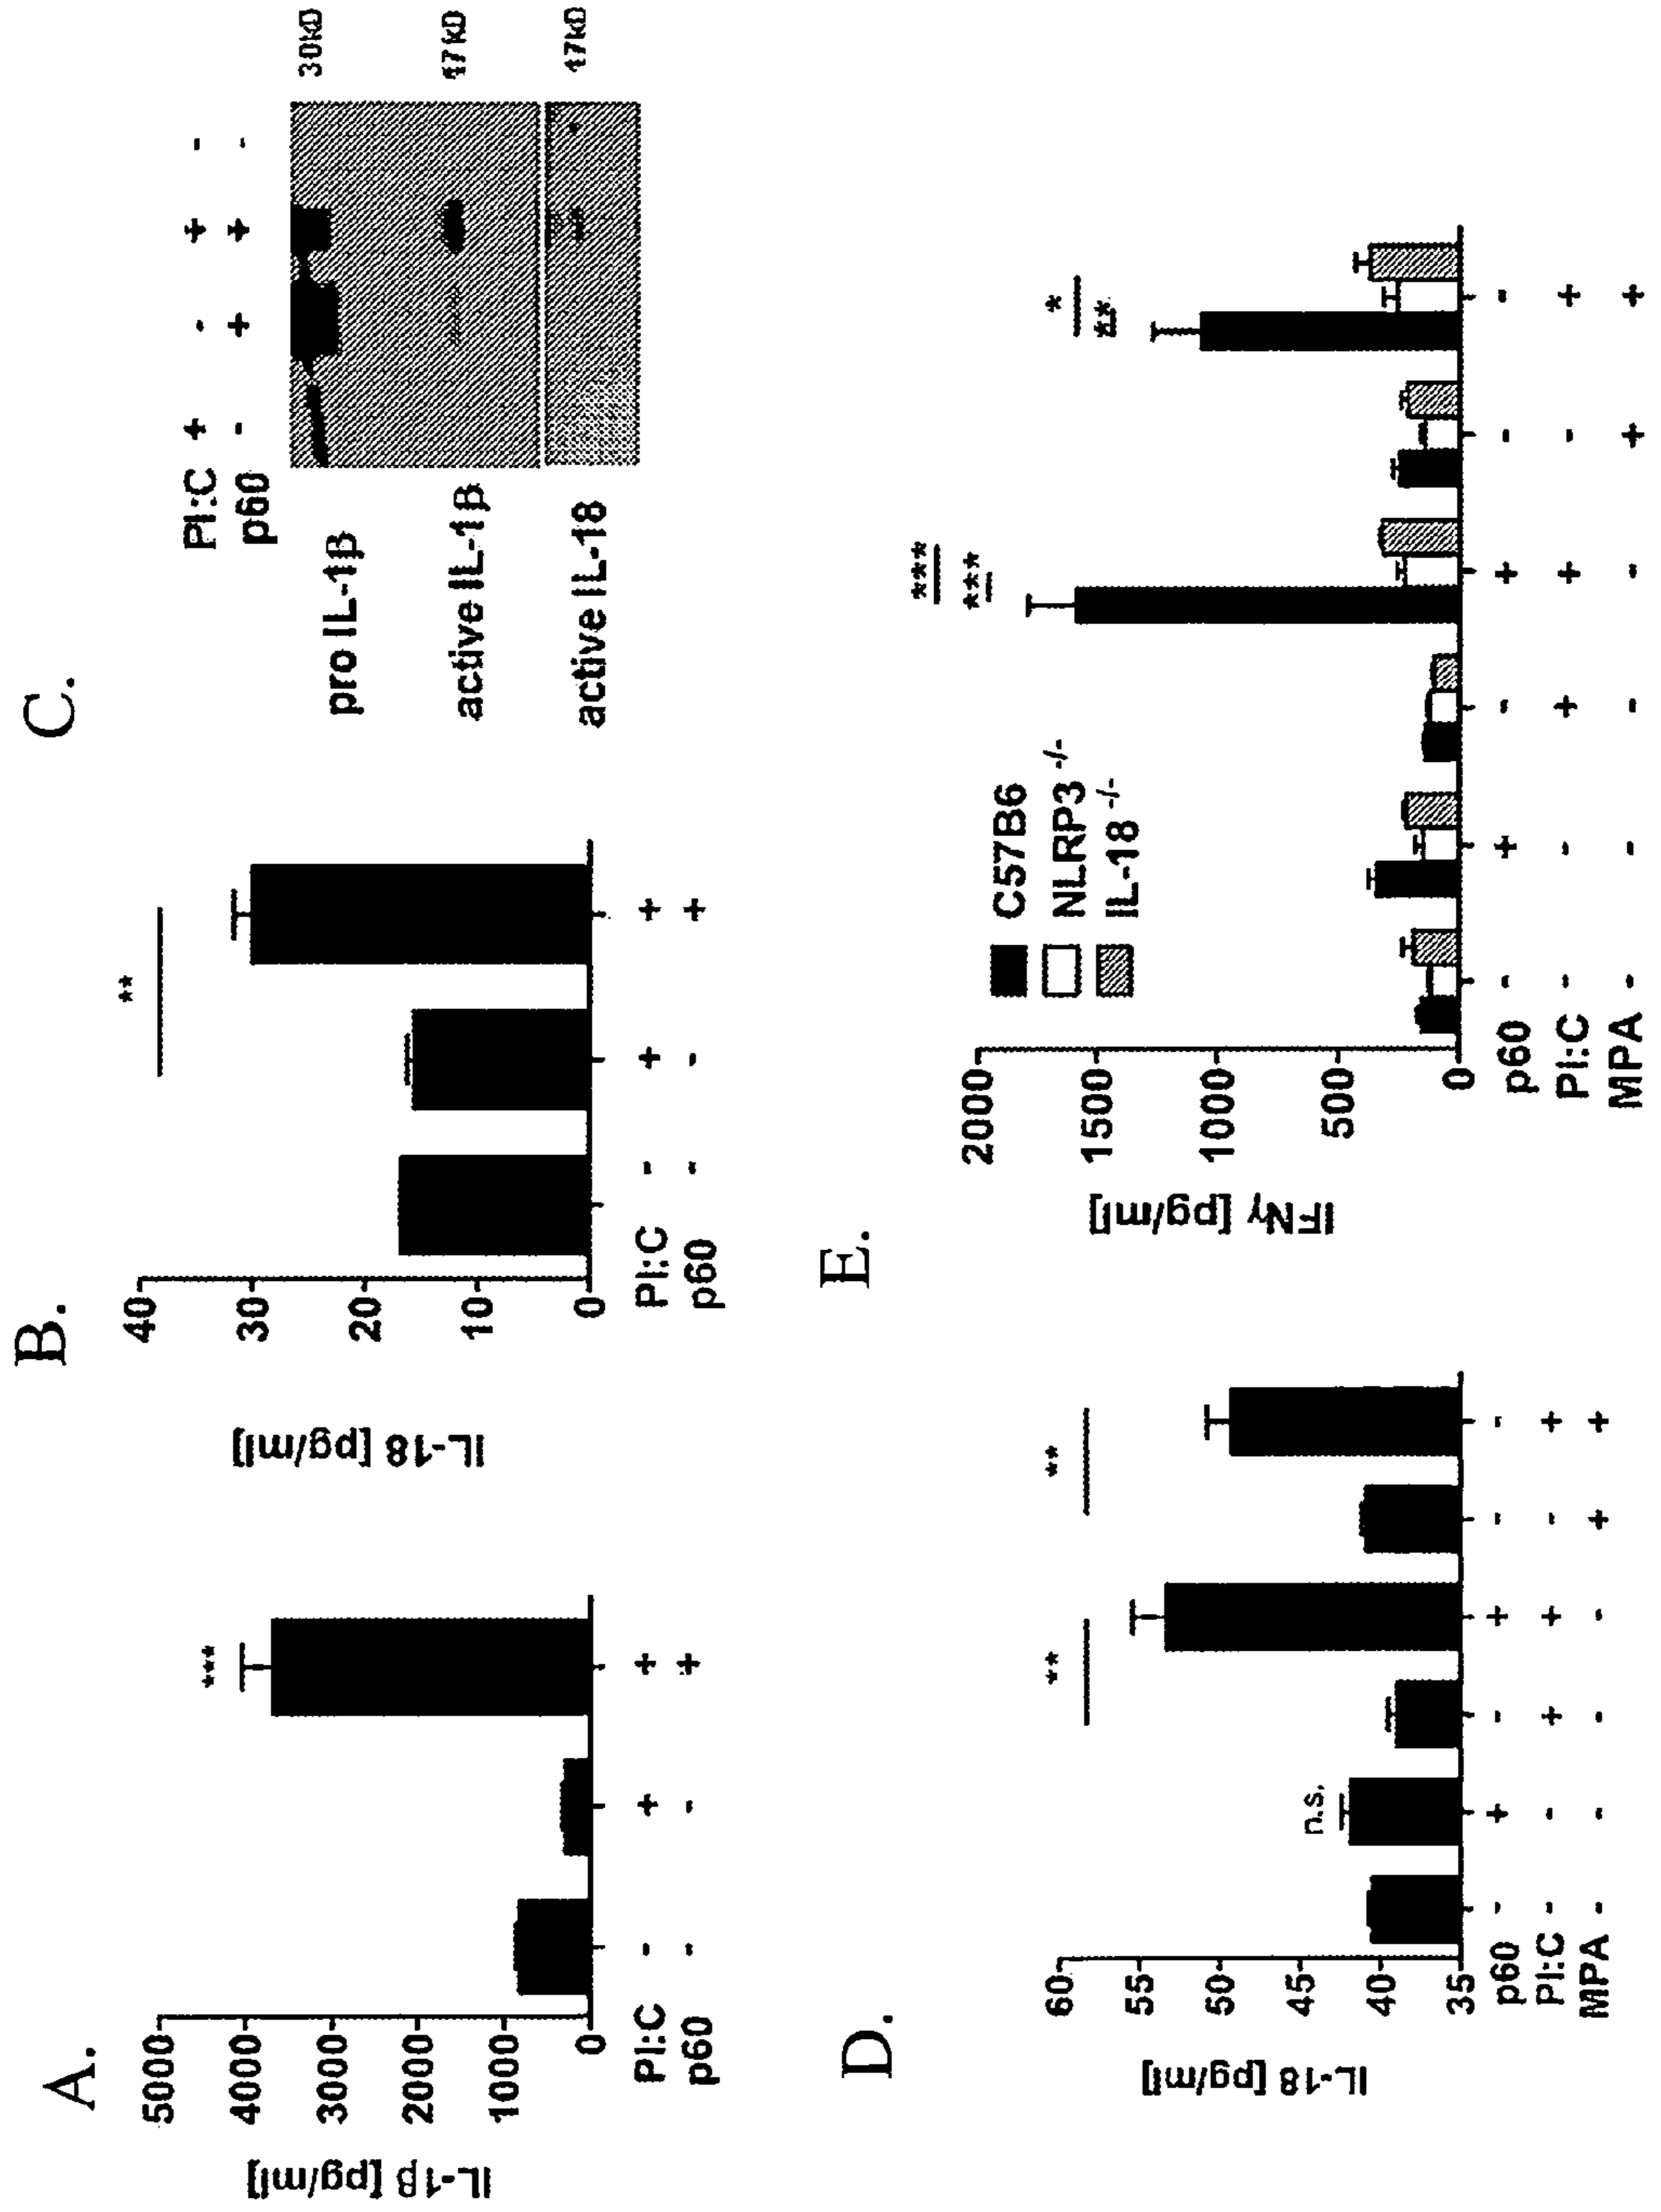 A.
IL-1β [pg/ml]
5000
4000
3000
2000
1000
0
***
PI:C - + +
p60 - - +
B.
IL-18 [pg/ml]
40
30
20
10
0
**
PI:C - + +
p60 - - +
C.
PI:C + - + -
p60 - + + -
pro IL-1β 30kD
active IL-1β 17kD
active IL-18 17kD
D.
IL-18 [pg/ml]
60
55
50
45
40
35
n.s.
** **
p60 - + - + - -
PI:C - - + + - +
MPA - - - - + +
E.
IFNγ [pg/ml]
2000
1500
1000
500
0
C57B6
NLRP3 -/-
IL-18 -/-
*** *
*** **
p60 - + - + - -
PI:C - - + + - +
MPA - - - - + +